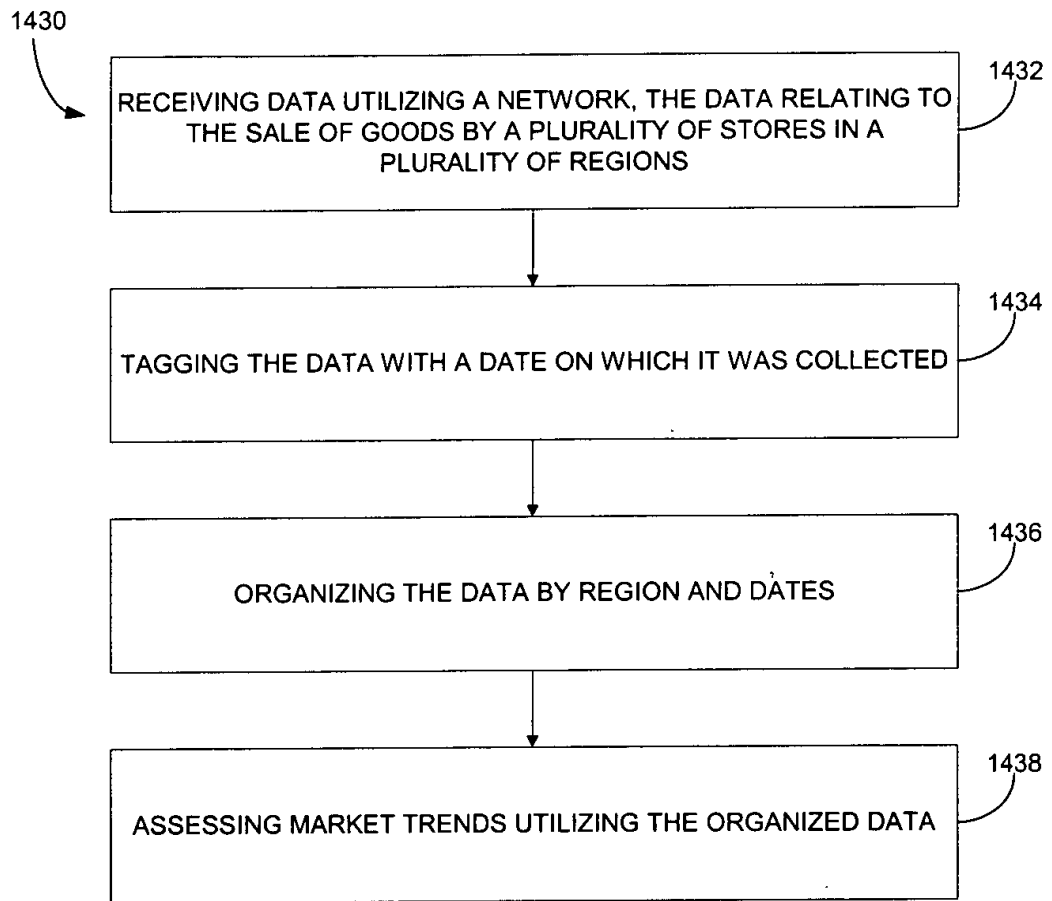 1430
1432
RECEIVING DATA UTILIZING A NETWORK, THE DATA RELATING TO
THE SALE OF GOODS BY A PLURALITY OF STORES IN A
PLURALITY OF REGIONS
1434
TAGGING THE DATA WITH A DATE ON WHICH IT WAS COLLECTED
1436
ORGANIZING THE DATA BY REGION AND DATES
1438
ASSESSING MARKET TRENDS UTILIZING THE ORGANIZED DATA